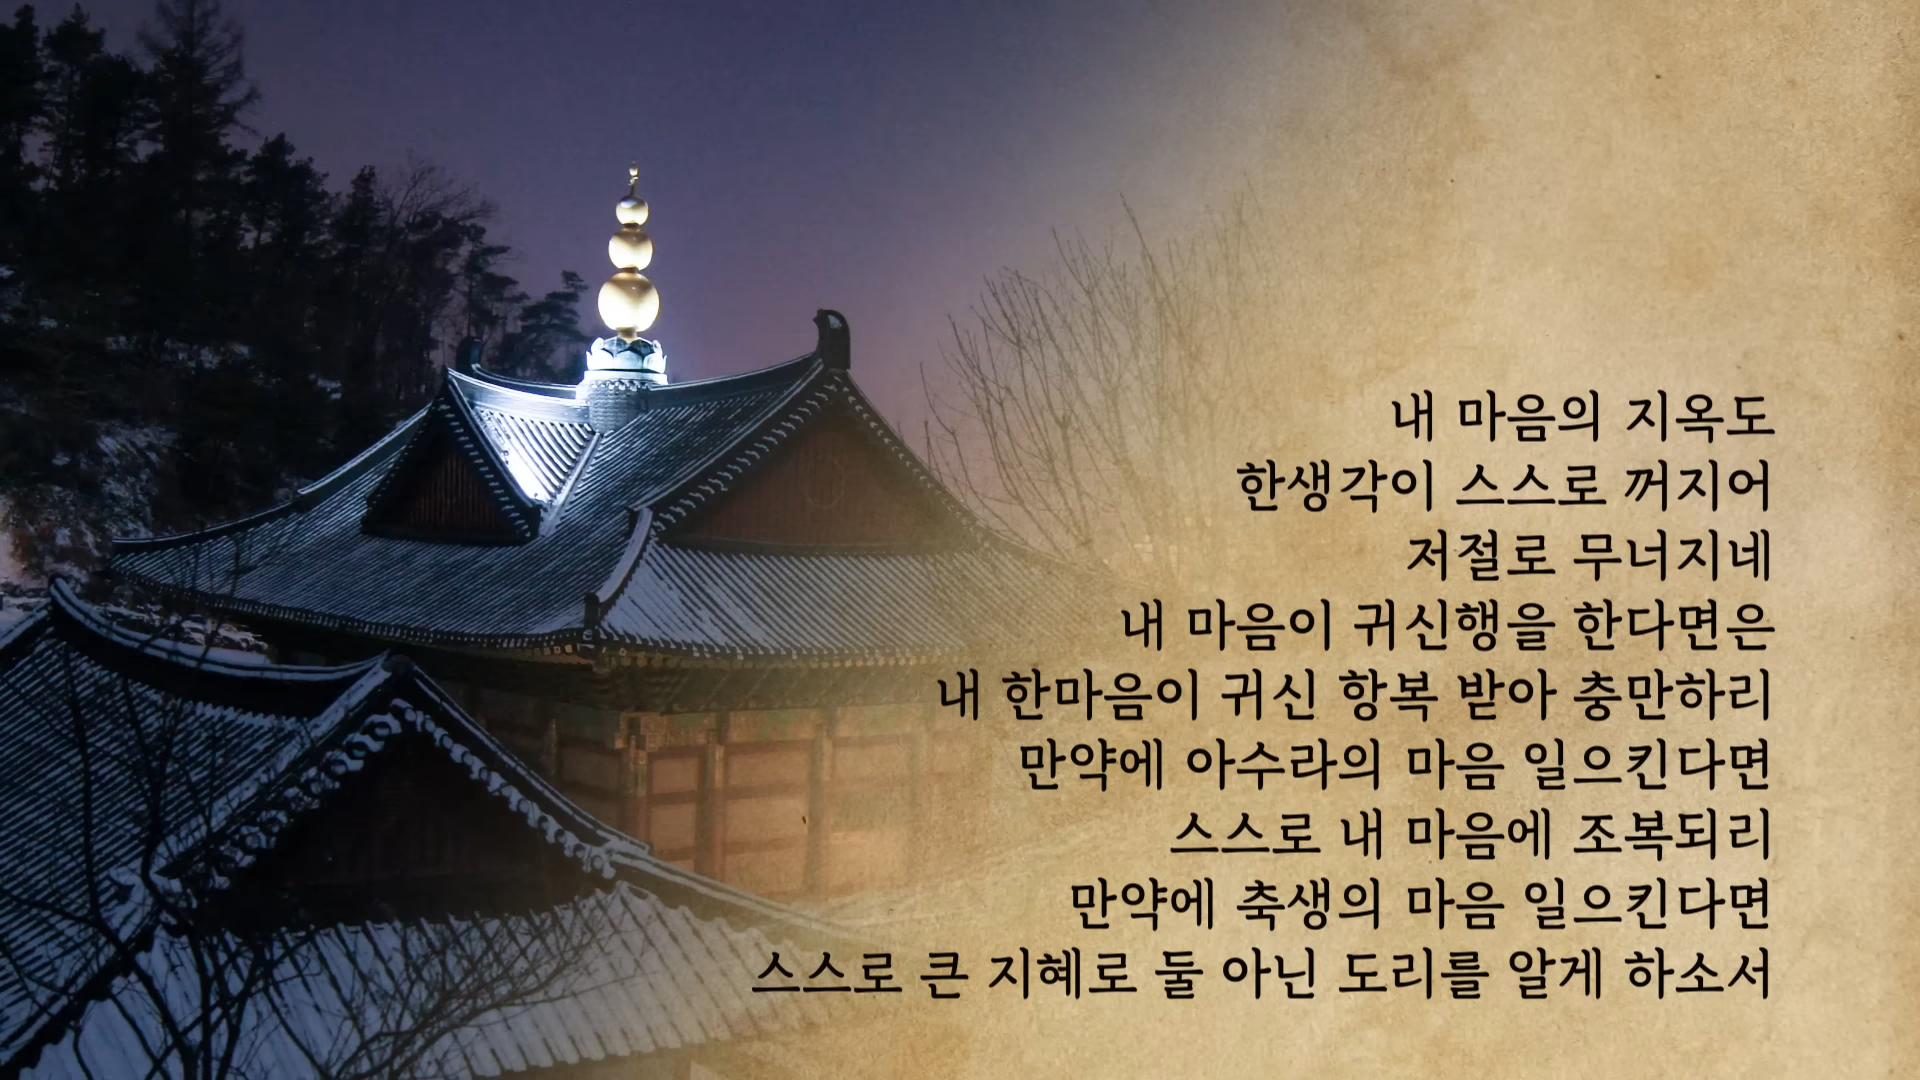 내 마음의 지옥도
한생각이 스스로 꺼지어
저절로 무너지네
내 마음이 귀신행을 한다면은
내 한마음이 귀신 항복 받아 충만하리
만약에 아수라의 마음 일으킨다면
스스로 내 마음에 조복되리
만약에 축생의 마음 일으킨다면
스스로 큰 지혜로 둘 아닌 도리를 알게 하소서